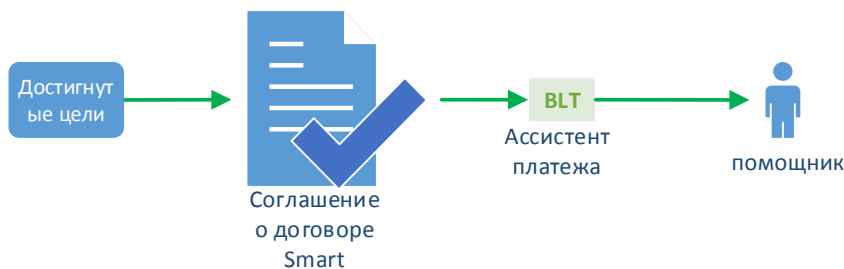 Достигнут
ые цели
BLT
Ассистент
платежа
помощник
Соглашение
о договоре
Smart